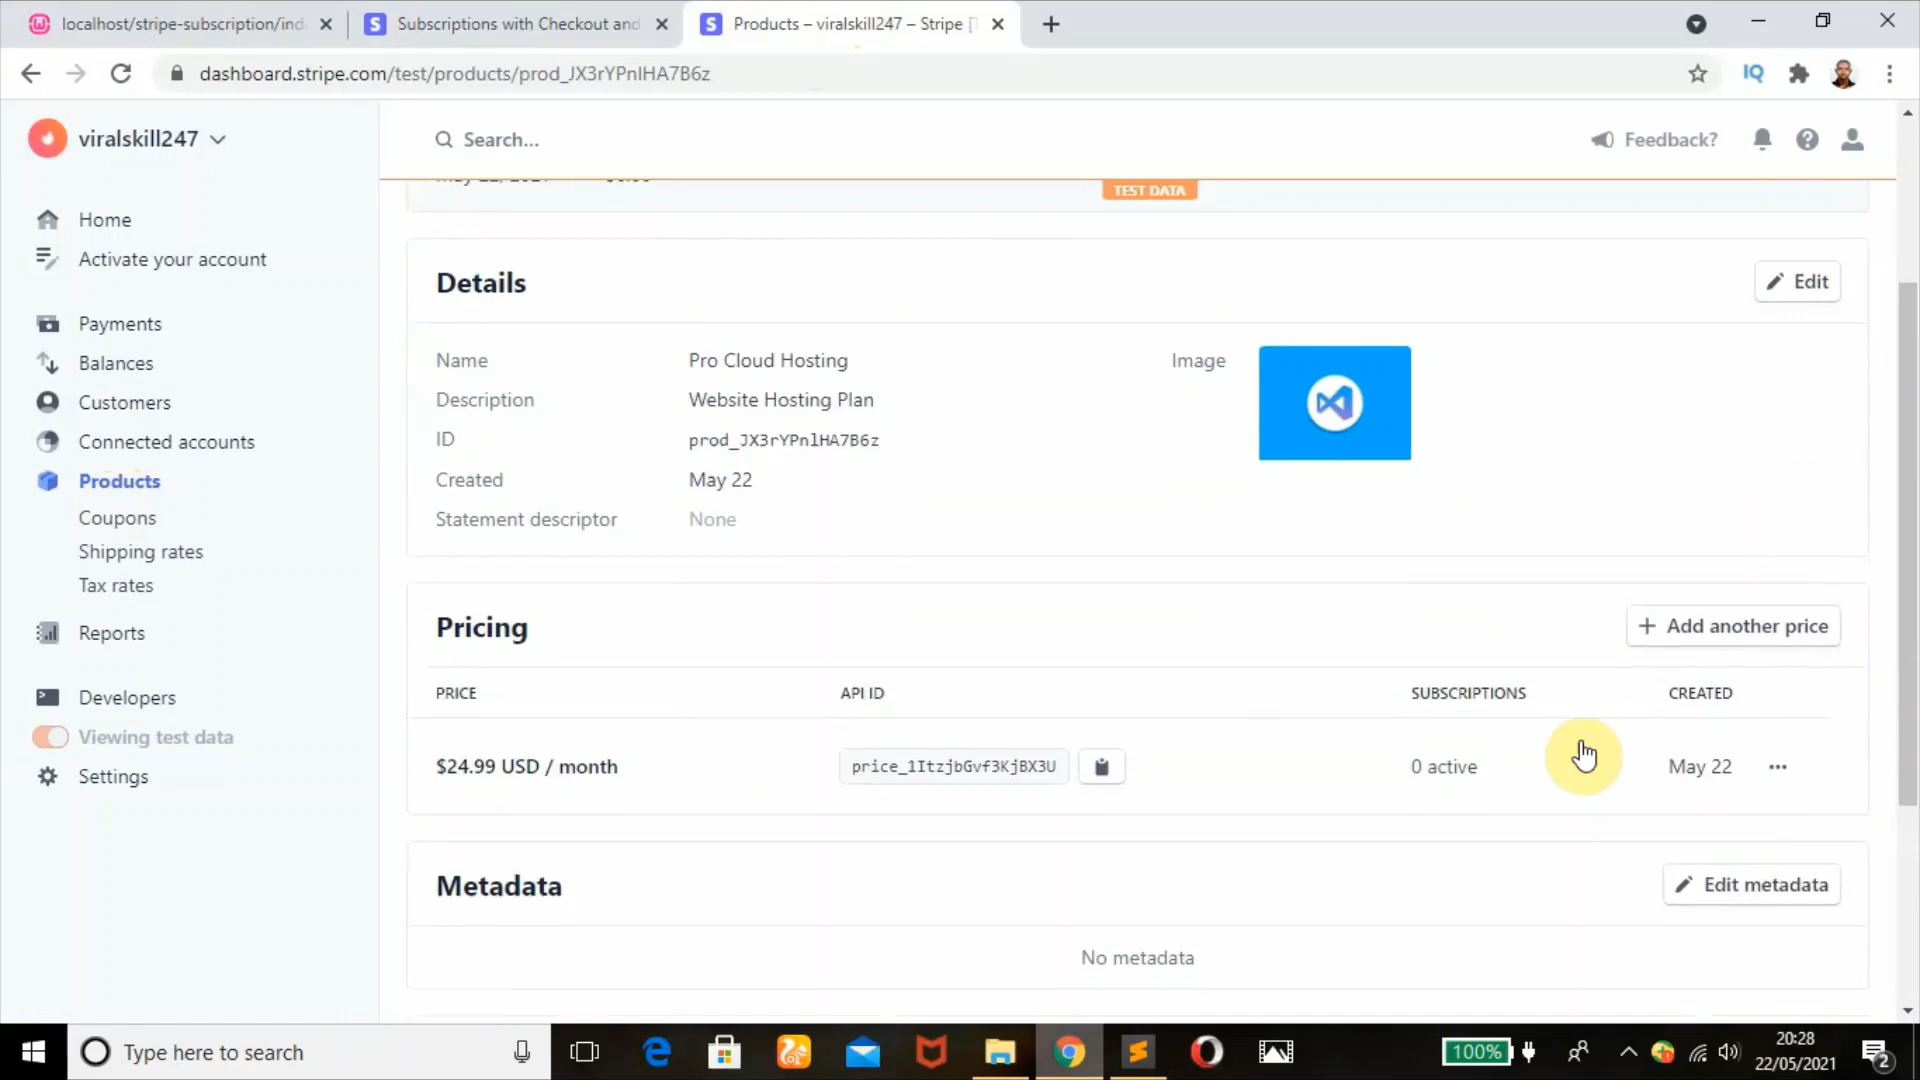 localhost/stripe-subscription/ind
Subscriptions with Checkout and
Products – viralskill247 – Stripe [
dashboard.stripe.com/test/products/prod_JX3rYPnlHA7B6z
IQ
viralskill247
Search...
Feedback?
TEST DATA
Home
Activate your account
Payments
Balances
Customers
Connected accounts
Products
Coupons
Shipping rates
Tax rates
Reports
Developers
Viewing test data
Settings
Details
Edit
Name Pro Cloud Hosting
Image
Description Website Hosting Plan
ID prod_JX3rYPnlHA7B6z
Created May 22
Statement descriptor None
Pricing
+ Add another price
PRICE API ID SUBSCRIPTIONS CREATED
$24.99 USD / month price_1ItzjbGvf3KjBX3U 0 active May 22
Metadata
Edit metadata
No metadata
Type here to search
100%
20:28
22/05/2021
2